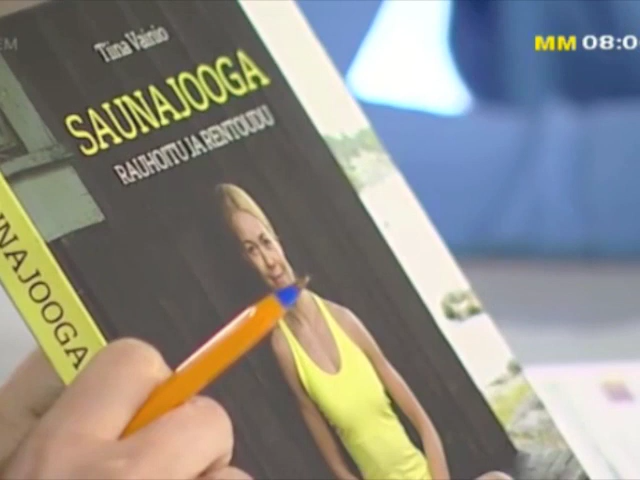 MM 08:0
Tiina Vainio
SAUNAJOOGA
RAUHOITU JA RENTOUDU
NAJOOGA